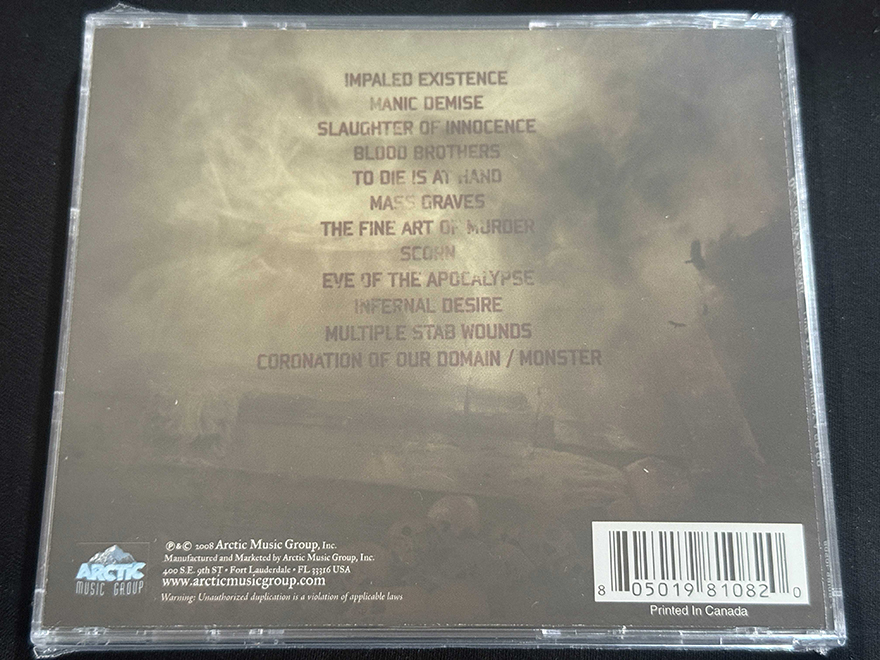 IMPALED EXISTENCE
MANIC DEMISE
SLAUGHTER OF INNOCENCE
BLOOD BROTHERS
TO DIE IS AT HAND
MASS GRAVES
THE FINE ART OF MURDER
SCORN
EVE OF THE APOCALYPSE
INFERNAL DESIRE
MULTIPLE STAB WOUNDS
CORONATION OF OUR DOMAIN / MONSTER
ARCTIC
MUSIC GROUP
℗ & © 2008 Arctic Music Group, Inc.
Manufactured and Marketed by Arctic Music Group, Inc.
400 S.E. 9th ST • Fort Lauderdale • FL 33316 USA
www.arcticmusicgroup.com
Warning: Unauthorized duplication is a violation of applicable laws
8 05019 81082 0
Printed In Canada